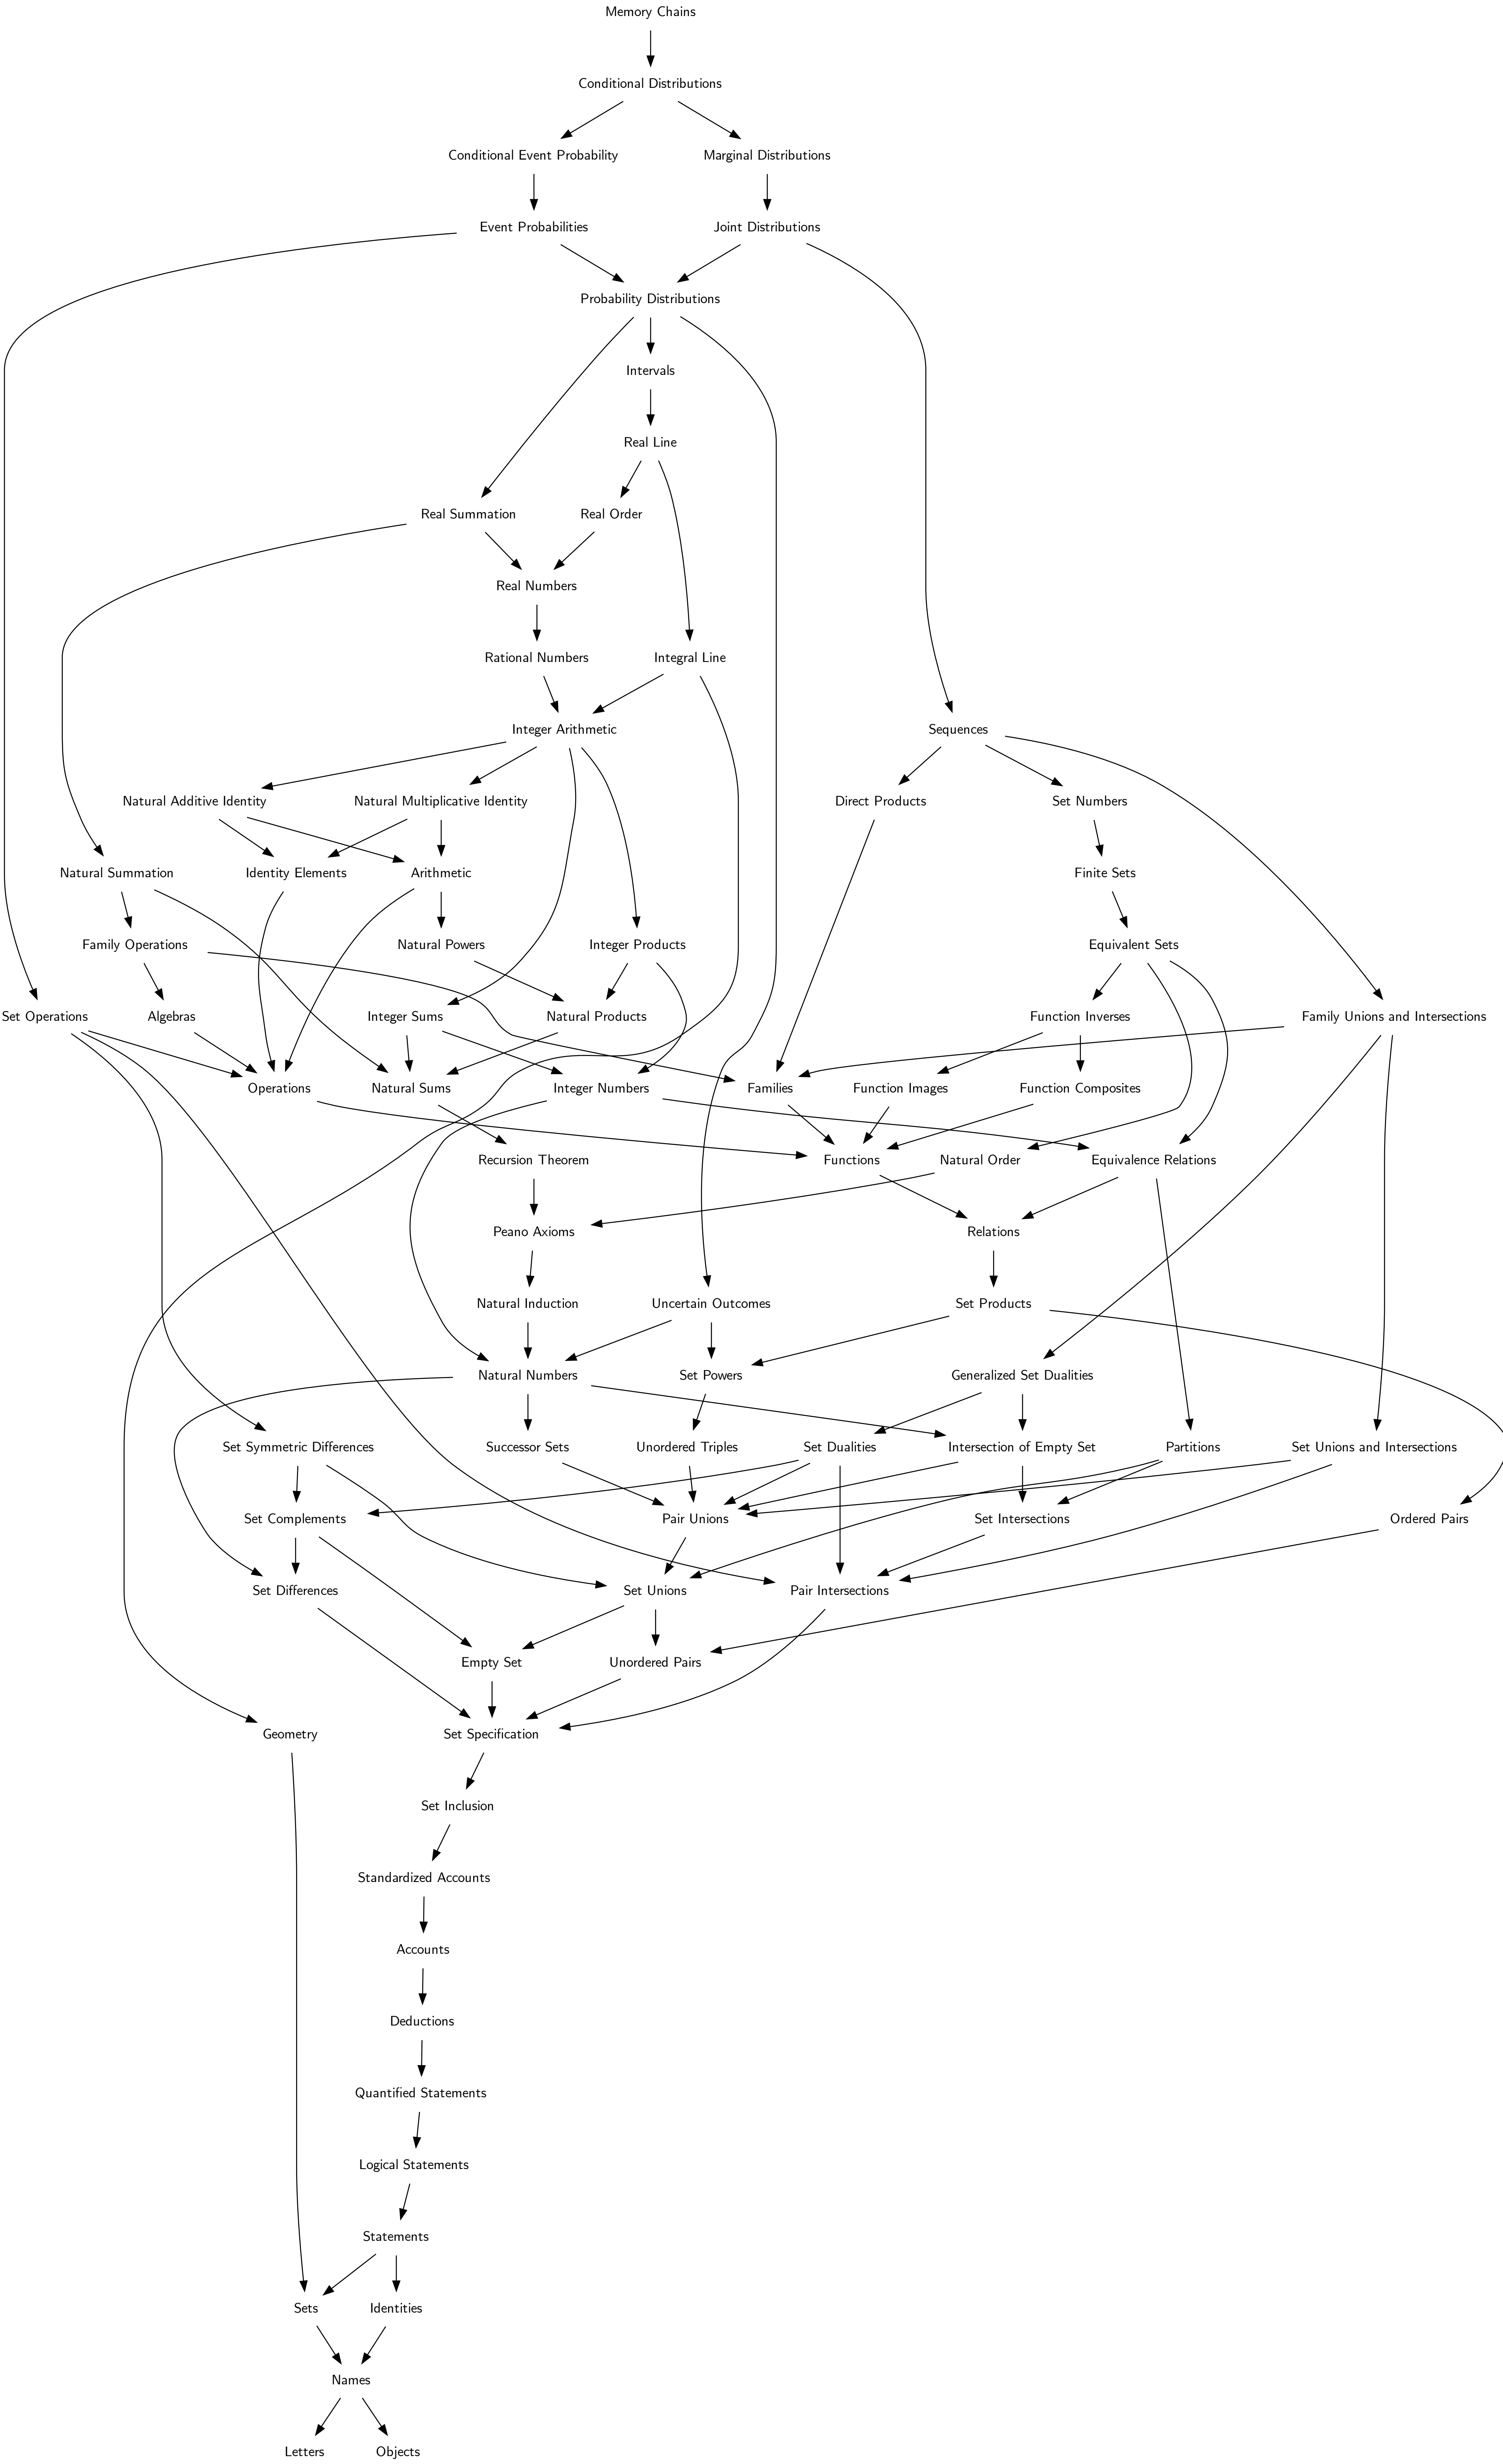 Memory Chains
Conditional Distributions
Conditional Event Probability
Marginal Distributions
Event Probabilities
Joint Distributions
Probability Distributions
Intervals
Real Line
Real Summation
Real Order
Real Numbers
Rational Numbers
Integral Line
Integer Arithmetic
Sequences
Natural Additive Identity
Natural Multiplicative Identity
Direct Products
Set Numbers
Natural Summation
Identity Elements
Arithmetic
Finite Sets
Family Operations
Natural Powers
Integer Products
Equivalent Sets
Set Operations
Algebras
Integer Sums
Natural Products
Function Inverses
Family Unions and Intersections
Operations
Natural Sums
Integer Numbers
Families
Function Images
Function Composites
Recursion Theorem
Functions
Natural Order
Equivalence Relations
Peano Axioms
Relations
Natural Induction
Uncertain Outcomes
Set Products
Natural Numbers
Set Powers
Generalized Set Dualities
Set Symmetric Differences
Successor Sets
Unordered Triples
Set Dualities
Intersection of Empty Set
Partitions
Set Unions and Intersections
Set Complements
Pair Unions
Set Intersections
Ordered Pairs
Set Differences
Set Unions
Pair Intersections
Empty Set
Unordered Pairs
Geometry
Set Specification
Set Inclusion
Standardized Accounts
Accounts
Deductions
Quantified Statements
Logical Statements
Statements
Sets
Identities
Names
Letters
Objects